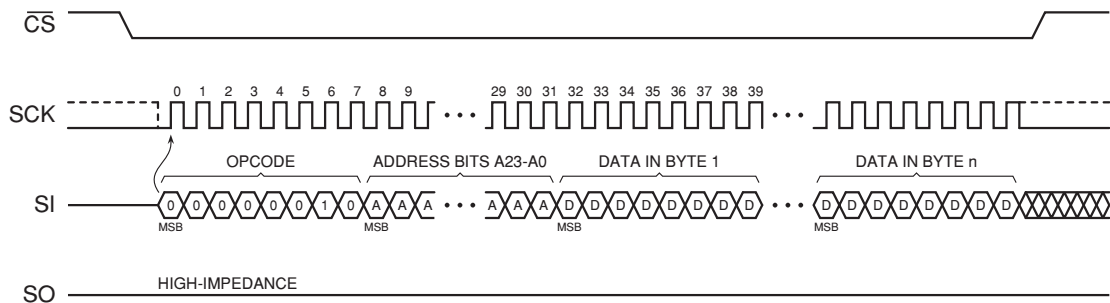 CS
SCK
0 1 2 3 4 5 6 7 8 9 29 30 31 32 33 34 35 36 37 38 39
OPCODE ADDRESS BITS A23-A0 DATA IN BYTE 1 DATA IN BYTE n
SI
0 0 0 0 0 0 1 0 A A A A A A D D D D D D D D D D D D D D D D
MSB MSB MSB MSB
SO
HIGH-IMPEDANCE